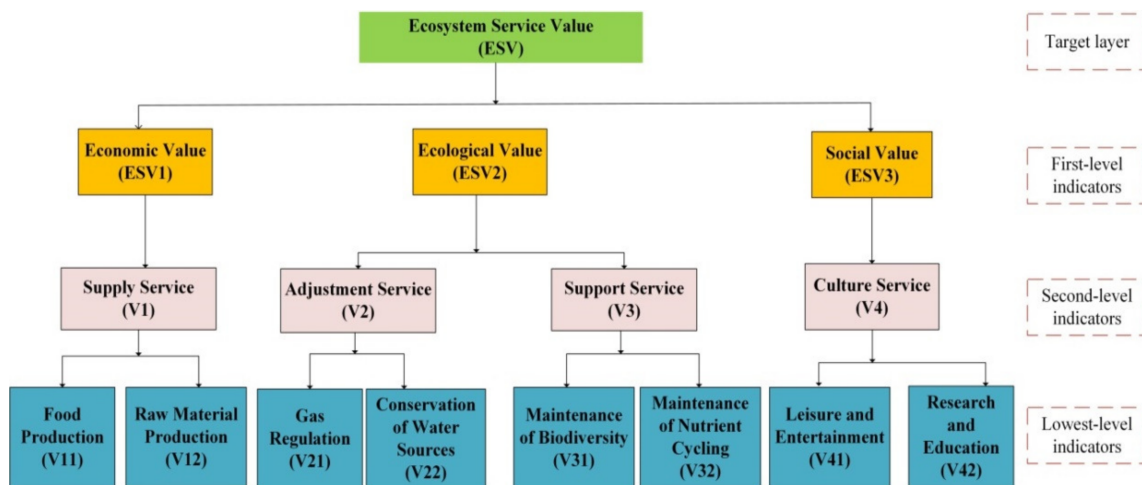 Ecosystem Service Value
(ESV)
Target layer
Economic Value
(ESV1)
Ecological Value
(ESV2)
Social Value
(ESV3)
First-level
indicators
Supply Service
(V1)
Adjustment Service
(V2)
Support Service
(V3)
Culture Service
(V4)
Second-level
indicators
Food
Production
(V11)
Raw Material
Production
(V12)
Gas
Regulation
(V21)
Conservation
of Water
Sources
(V22)
Maintenance
of Biodiversity
(V31)
Maintenance
of Nutrient
Cycling
(V32)
Leisure and
Entertainment
(V41)
Research
and
Education
(V42)
Lowest-level
indicators